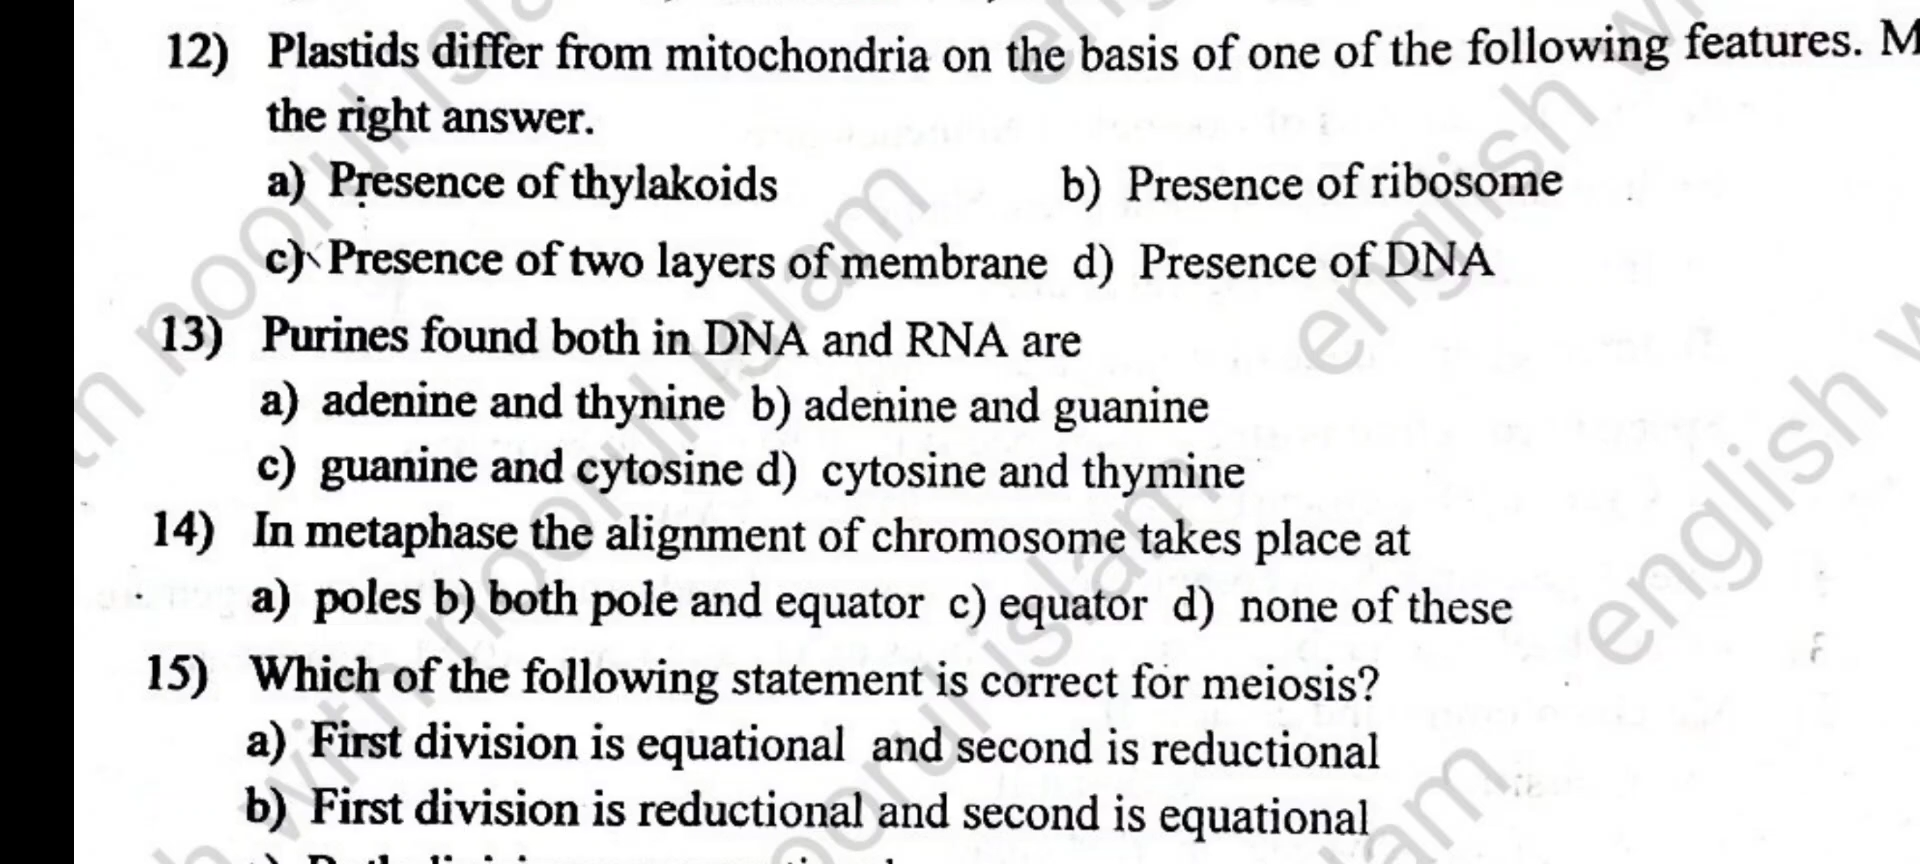 12) Plastids differ from mitochondria on the basis of one of the following features. M
the right answer.
a) Presence of thylakoids b) Presence of ribosome
c) Presence of two layers of membrane d) Presence of DNA
13) Purines found both in DNA and RNA are
a) adenine and thynine b) adenine and guanine
c) guanine and cytosine d) cytosine and thymine
14) In metaphase the alignment of chromosome takes place at
a) poles b) both pole and equator c) equator d) none of these
15) Which of the following statement is correct for meiosis?
a) First division is equational and second is reductional
b) First division is reductional and second is equational
english with noorul islam